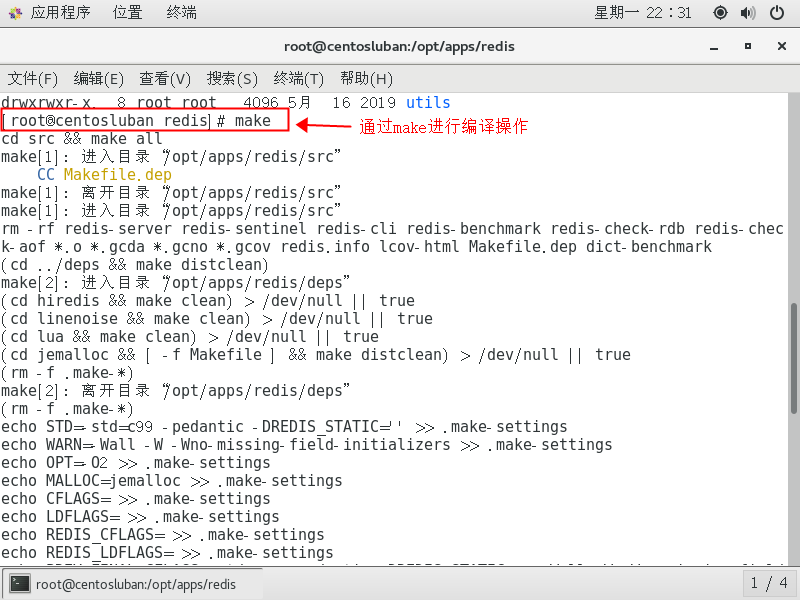 应用程序 位置 终端 星期一 22：31
root@centosluban:/opt/apps/redis
文件(F) 编辑(E) 查看(V) 搜索(S) 终端(T) 帮助(H)
drwxrwxr-x. 8 root root 4096 5月 16 2019 utils
[root@centosluban redis]# make
通过make进行编译操作
cd src && make all
make[1]: 进入目录“/opt/apps/redis/src”
CC Makefile.dep
make[1]: 离开目录“/opt/apps/redis/src”
make[1]: 进入目录“/opt/apps/redis/src”
rm -rf redis-server redis-sentinel redis-cli redis-benchmark redis-check-rdb redis-chec
k-aof *.o *.gcda *.gcno *.gcov redis.info lcov-html Makefile.dep dict-benchmark
(cd ../deps && make distclean)
make[2]: 进入目录“/opt/apps/redis/deps”
(cd hiredis && make clean) > /dev/null || true
(cd linenoise && make clean) > /dev/null || true
(cd lua && make clean) > /dev/null || true
(cd jemalloc && [ -f Makefile ] && make distclean) > /dev/null || true
(rm -f .make-*)
make[2]: 离开目录“/opt/apps/redis/deps”
(rm -f .make-*)
echo STD=-std=c99 -pedantic -DREDIS_STATIC='' >> .make-settings
echo WARN=-Wall -W -Wno-missing-field-initializers >> .make-settings
echo OPT=-O2 >> .make-settings
echo MALLOC=jemalloc >> .make-settings
echo CFLAGS= >> .make-settings
echo LDFLAGS= >> .make-settings
echo REDIS_CFLAGS= >> .make-settings
echo REDIS_LDFLAGS= >> .make-settings
root@centosluban:/opt/apps/redis 1 / 4